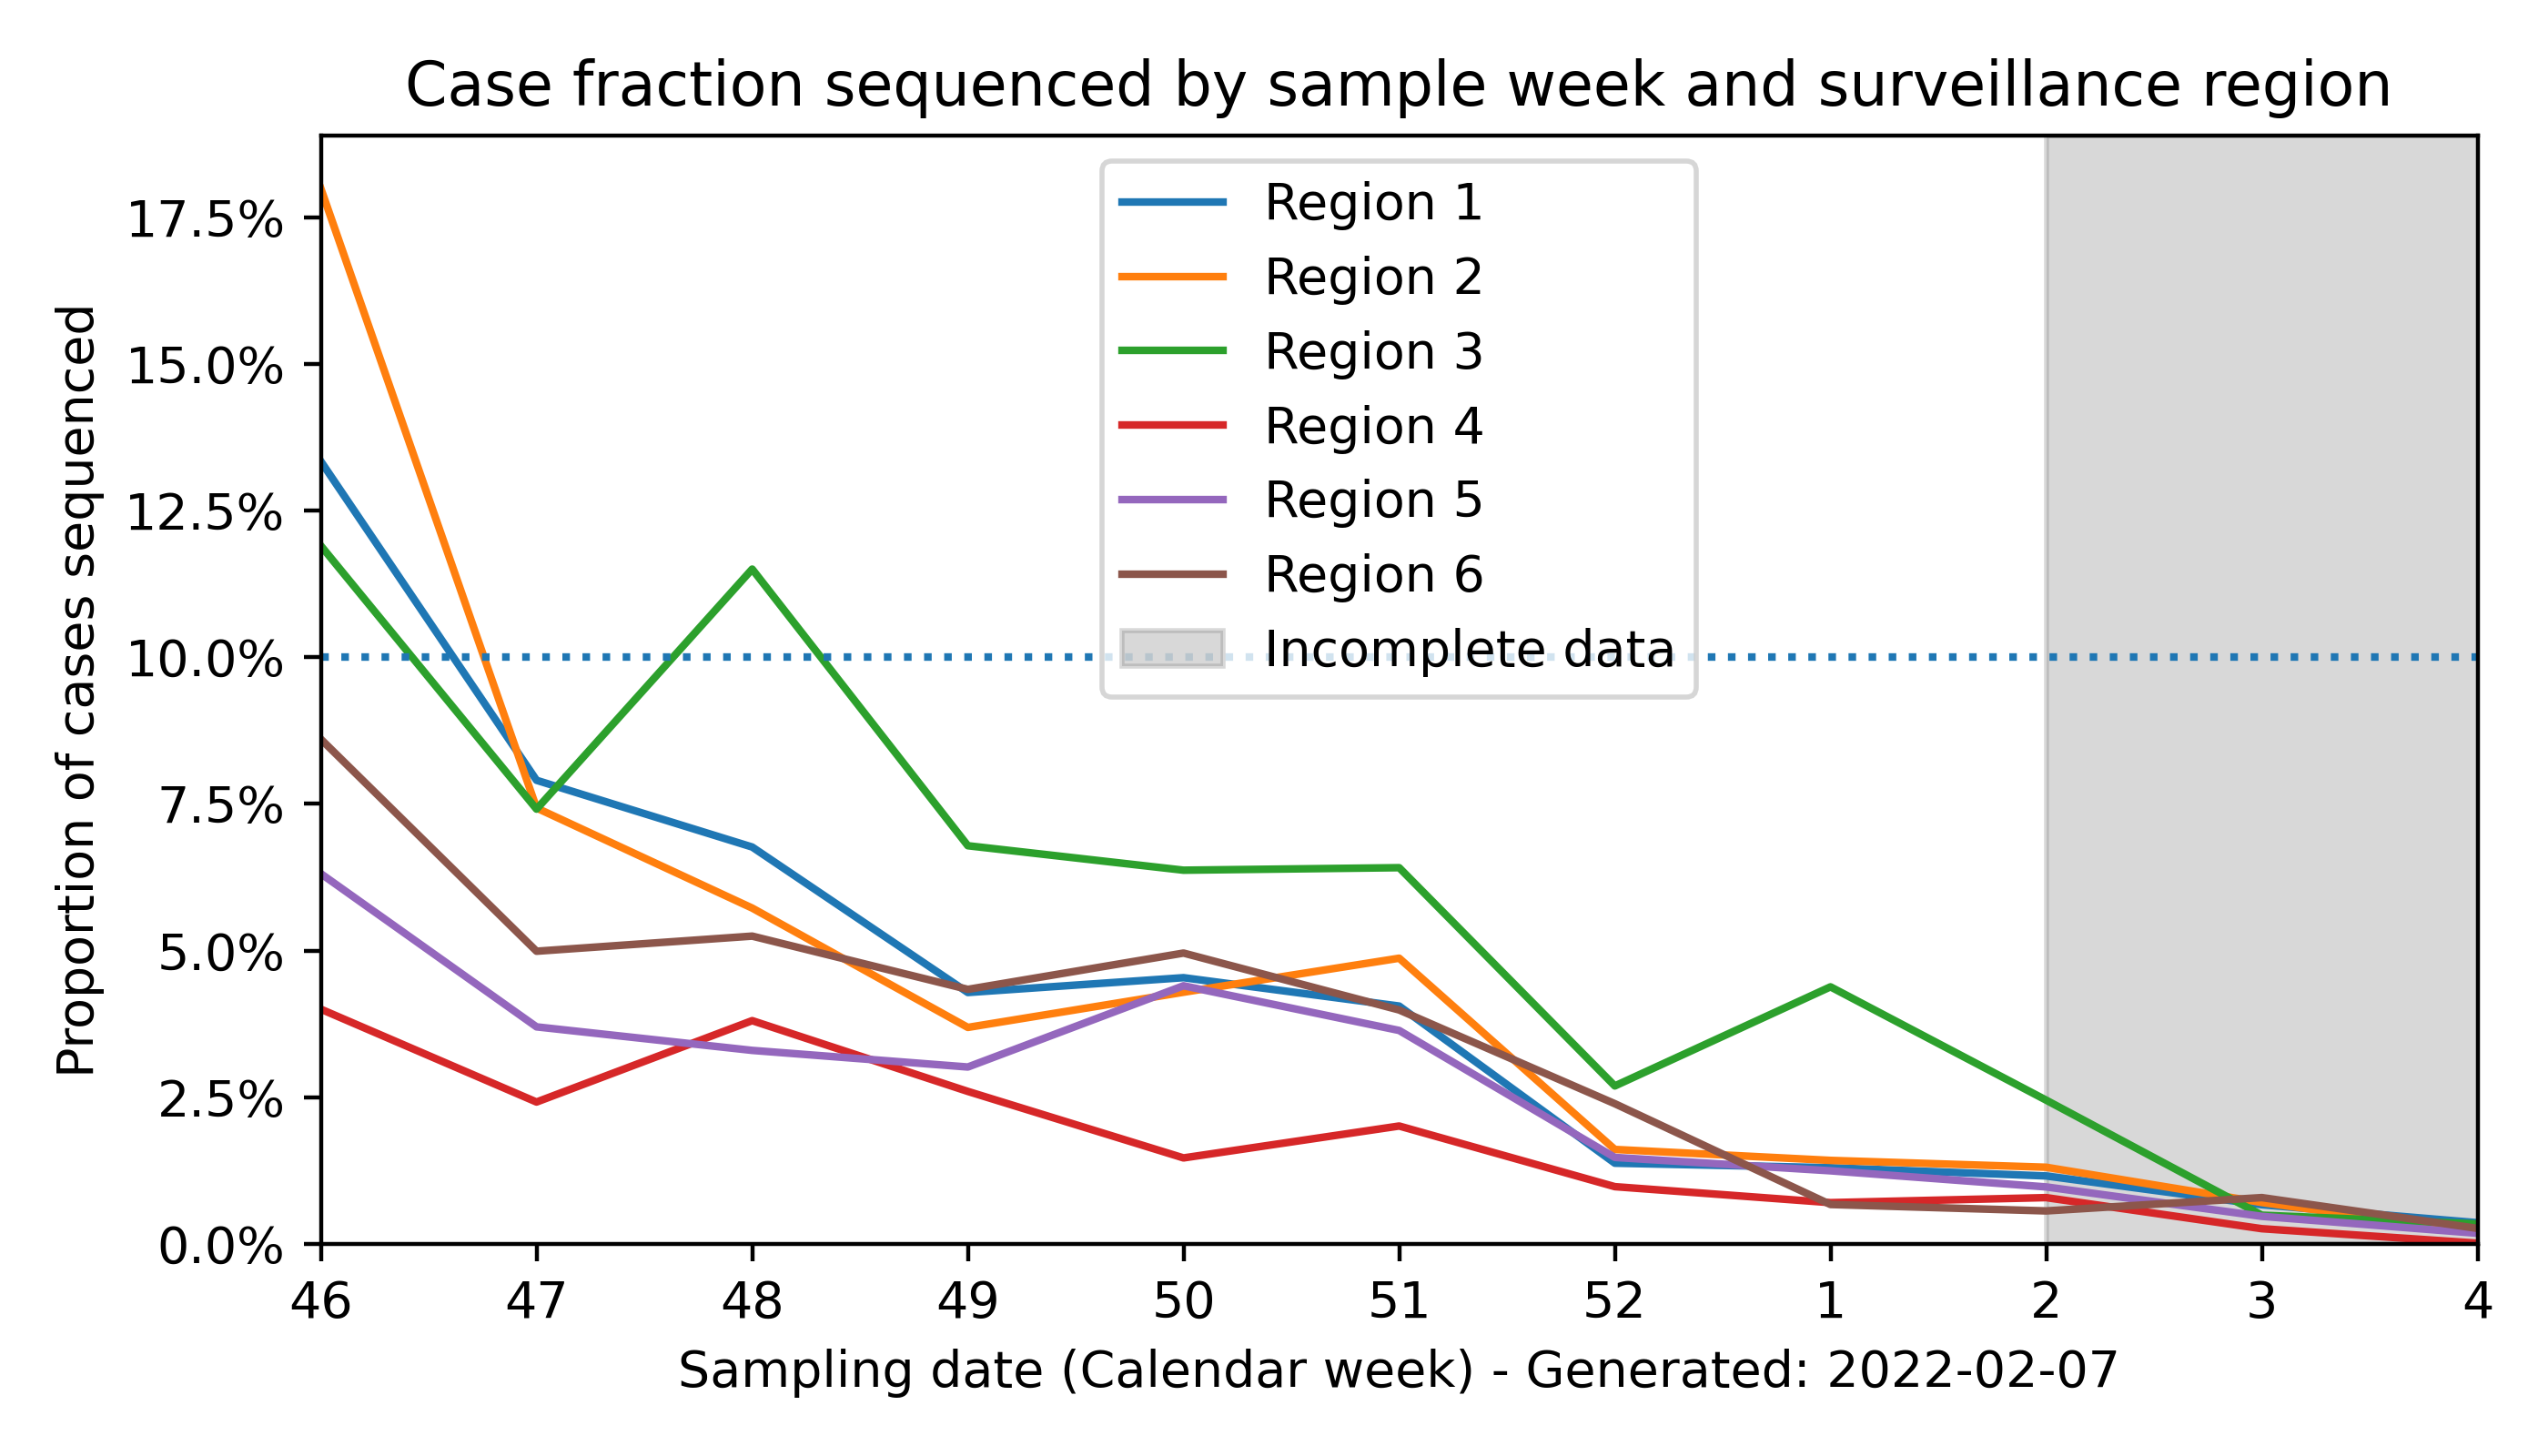 Case fraction sequenced by sample week and surveillance region
Proportion of cases sequenced
17.5%
15.0%
12.5%
10.0%
7.5%
5.0%
2.5%
0.0%
Region 1
Region 2
Region 3
Region 4
Region 5
Region 6
Incomplete data
46 47 48 49 50 51 52 1 2 3 4
Sampling date (Calendar week) - Generated: 2022-02-07